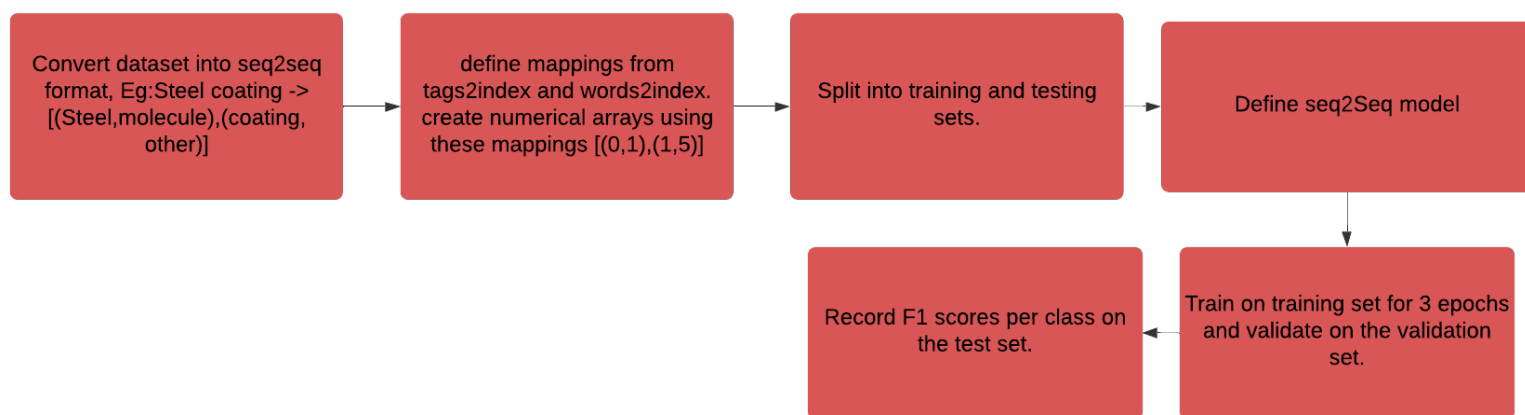 Convert dataset into seq2seq
format, Eg:Steel coating ->
[(Steel,molecule),(coating,
other)]
define mappings from
tags2index and words2index.
create numerical arrays using
these mappings [(0,1),(1,5)]
Split into training and testing
sets.
Define seq2Seq model
Train on training set for 3 epochs
and validate on the validation
set.
Record F1 scores per class on
the test set.